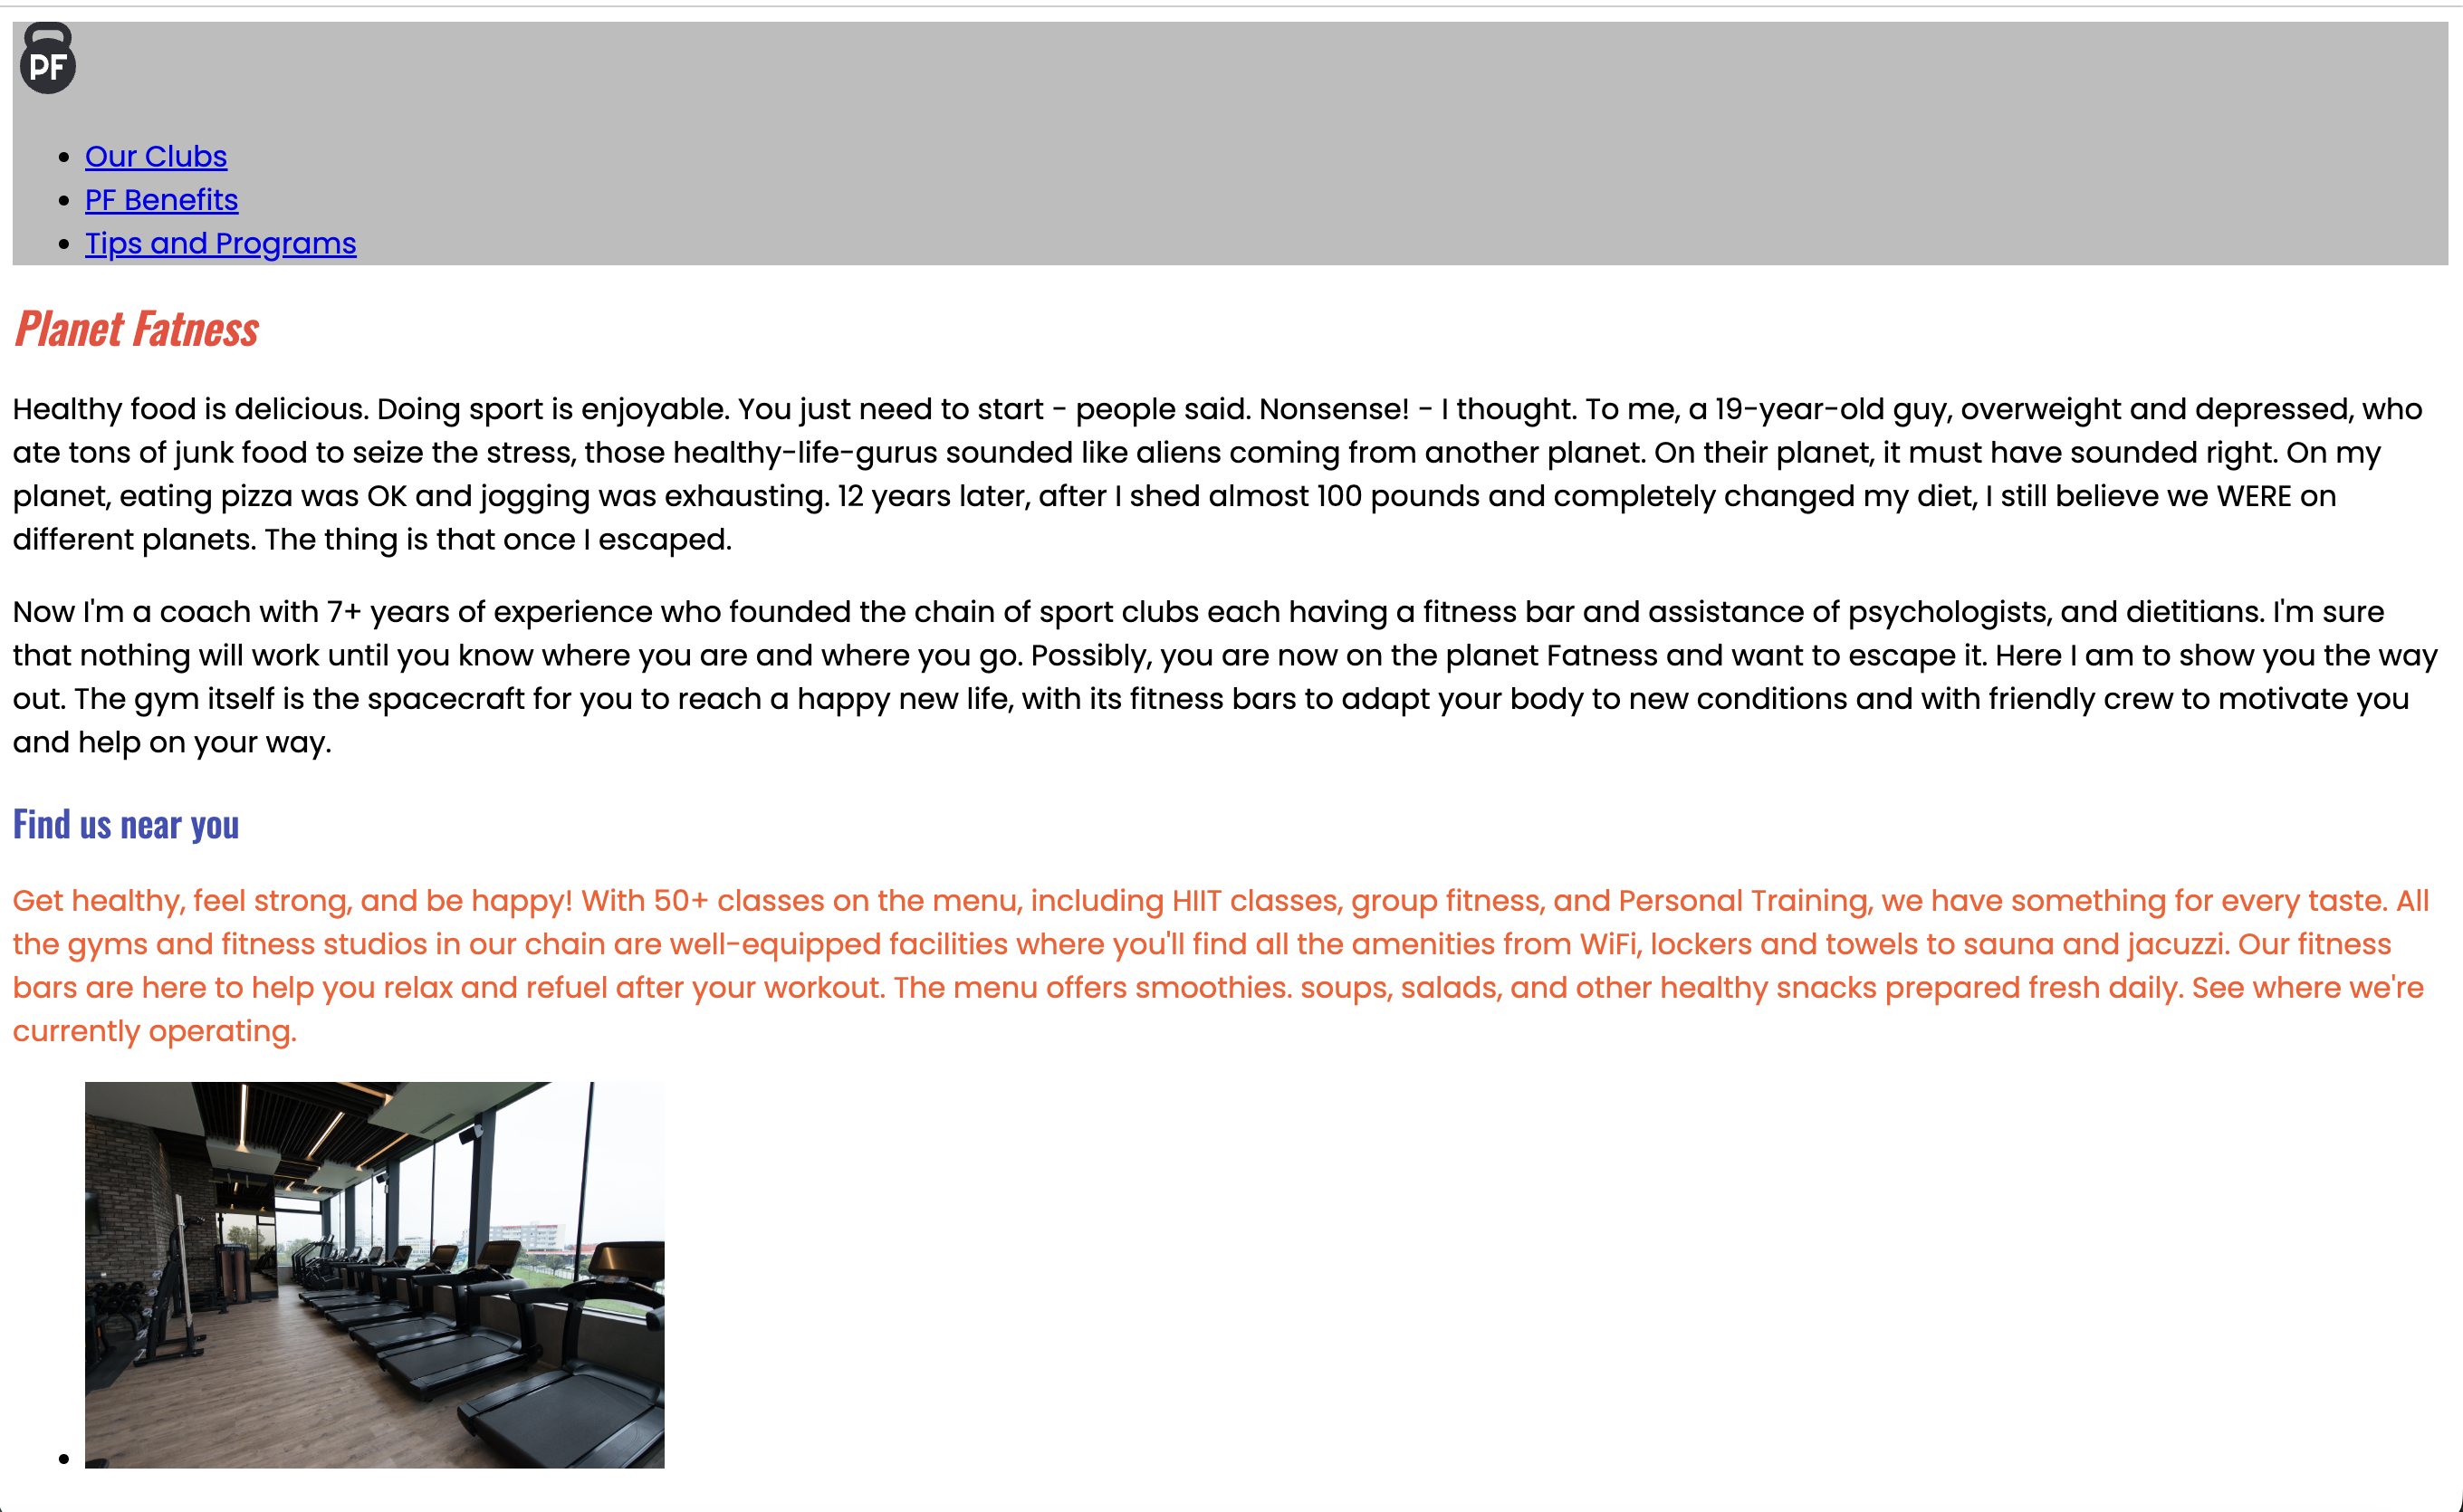 PF
Our Clubs
PF Benefits
Tips and Programs
Planet Fatness
Healthy food is delicious. Doing sport is enjoyable. You just need to start - people said. Nonsense! - I thought. To me, a 19-year-old guy, overweight and depressed, who
ate tons of junk food to seize the stress, those healthy-life-gurus sounded like aliens coming from another planet. On their planet, it must have sounded right. On my
planet, eating pizza was OK and jogging was exhausting. 12 years later, after I shed almost 100 pounds and completely changed my diet, I still believe we WERE on
different planets. The thing is that once I escaped.
Now I'm a coach with 7+ years of experience who founded the chain of sport clubs each having a fitness bar and assistance of psychologists, and dietitians. I'm sure
that nothing will work until you know where you are and where you go. Possibly, you are now on the planet Fatness and want to escape it. Here I am to show you the way
out. The gym itself is the spacecraft for you to reach a happy new life, with its fitness bars to adapt your body to new conditions and with friendly crew to motivate you
and help on your way.
Find us near you
Get healthy, feel strong, and be happy! With 50+ classes on the menu, including HIIT classes, group fitness, and Personal Training, we have something for every taste. All
the gyms and fitness studios in our chain are well-equipped facilities where you'll find all the amenities from WiFi, lockers and towels to sauna and jacuzzi. Our fitness
bars are here to help you relax and refuel after your workout. The menu offers smoothies. soups, salads, and other healthy snacks prepared fresh daily. See where we're
currently operating.